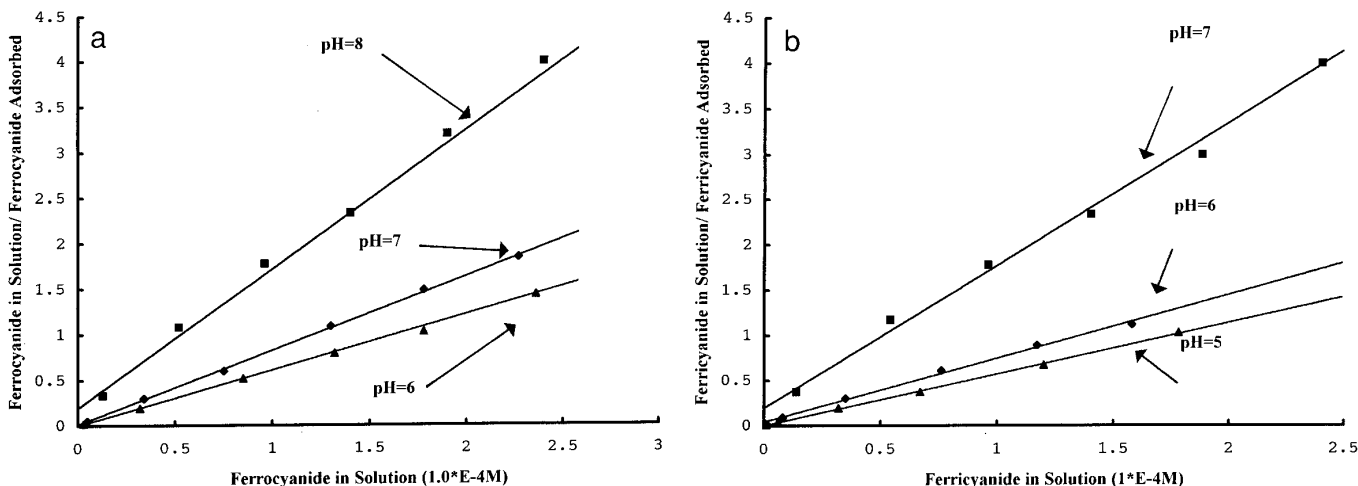 a
Ferrocyanide in Solution/ Ferrocyanide Adsorbed
4.5
4
3.5
3
2.5
2
1.5
1
0.5
0
pH=8
pH=7
pH=6
0
0.5
1
1.5
2
2.5
3
Ferrocyanide in Solution (1.0*E-4M)
b
Ferricyanide in Solution/ Ferricyanide Adsorbed
4.5
4
3.5
3
2.5
2
1.5
1
0.5
0
pH=7
pH=6
pH=5
0
0.5
1
1.5
2
2.5
Ferricyanide in Solution (1*E-4M)